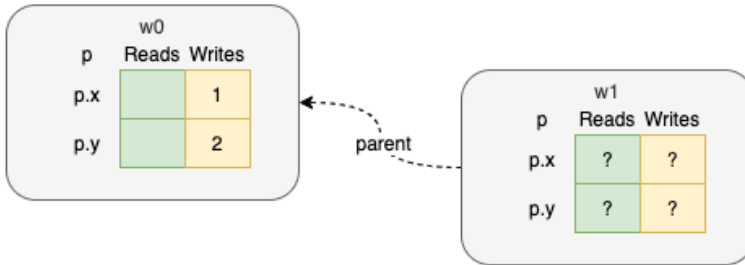 w0
p Reads Writes
p.x 1
p.y 2
parent
w1
p Reads Writes
p.x ? ?
p.y ? ?